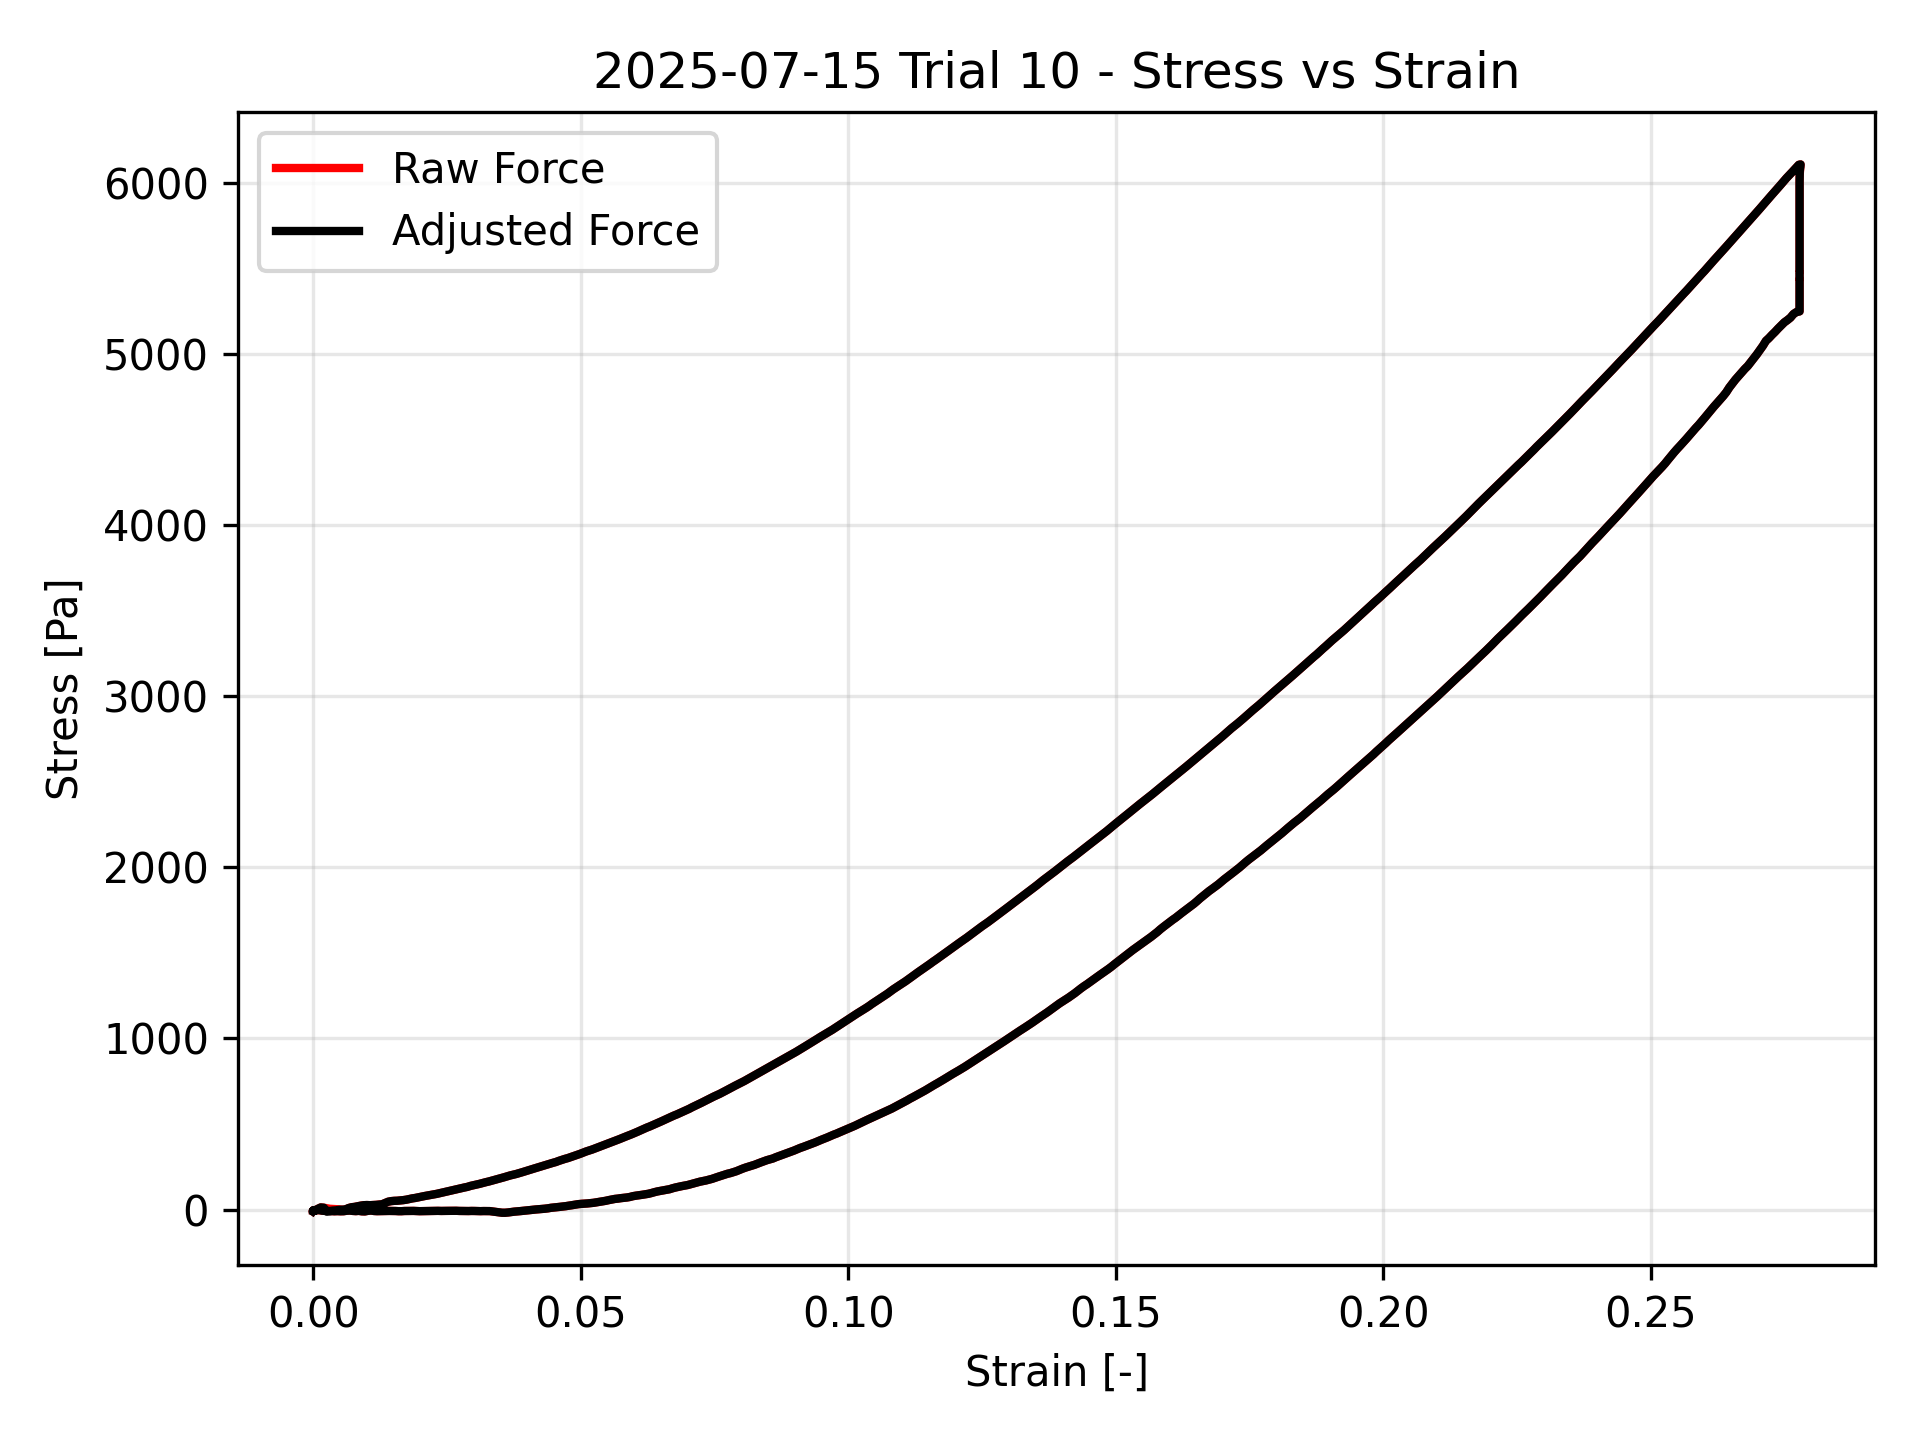 2025-07-15 Trial 10 - Stress vs Strain
Raw Force
Adjusted Force
6000
5000
4000
3000
2000
1000
0
Stress [Pa]
0.00 0.05 0.10 0.15 0.20 0.25
Strain [-]